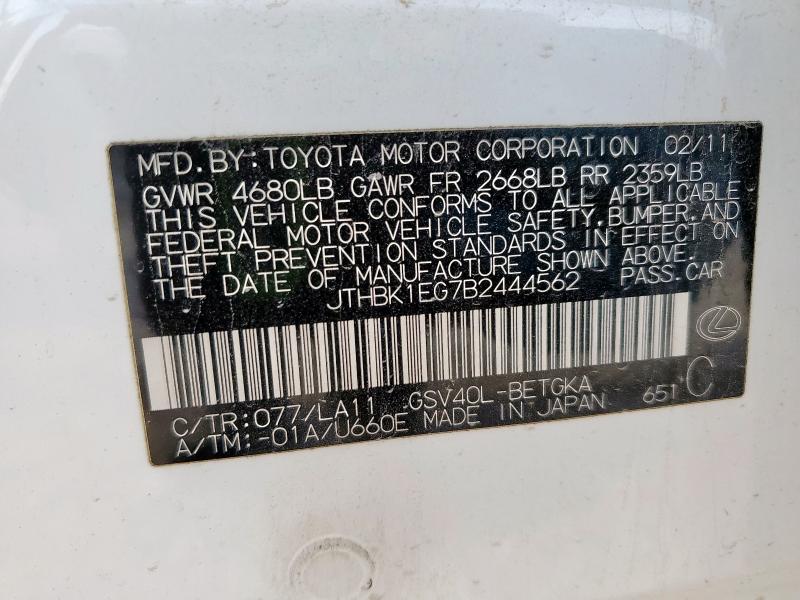 MFD. BY: TOYOTA MOTOR CORPORATION 02/11
GVWR 4680LB GAWR FR 2668LB RR 2359LB
THIS VEHICLE CONFORMS TO ALL APPLICABLE
FEDERAL MOTOR VEHICLE SAFETY, BUMPER, AND
THEFT PREVENTION STANDARDS IN EFFECT ON
THE DATE OF MANUFACTURE SHOWN ABOVE.
JTHBK1EG7B2444562 PASS. CAR
C/TR: 077/LA11 GSV40L-BETGKA 651 C
A/TM: -01A/U660E MADE IN JAPAN